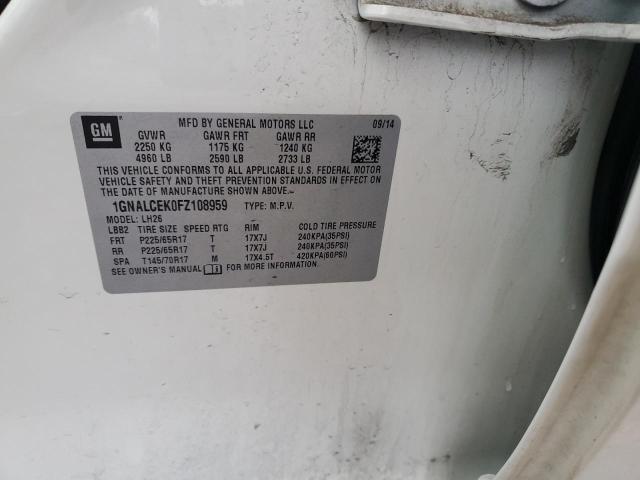 GM
MFD BY GENERAL MOTORS LLC 09/14
GVWR GAWR FRT GAWR RR
2250 KG 1175 KG 1240 KG
4960 LB 2590 LB 2733 LB
THIS VEHICLE CONFORMS TO ALL APPLICABLE U.S. FEDERAL MOTOR
VEHICLE SAFETY AND THEFT PREVENTION STANDARDS IN EFFECT ON
THE DATE OF MANUFACTURE SHOWN ABOVE.
1GNALCEK0FZ108959 TYPE: M.P.V.
MODEL: LH26
LBB2 TIRE SIZE SPEED RTG RIM COLD TIRE PRESSURE
FRT P225/65R17 T 17X7J 240KPA(35PSI)
RR P225/65R17 T 17X7J 240KPA(35PSI)
SPA T145/70R17 M 17X4.5T 420KPA(60PSI)
SEE OWNER'S MANUAL FOR MORE INFORMATION.